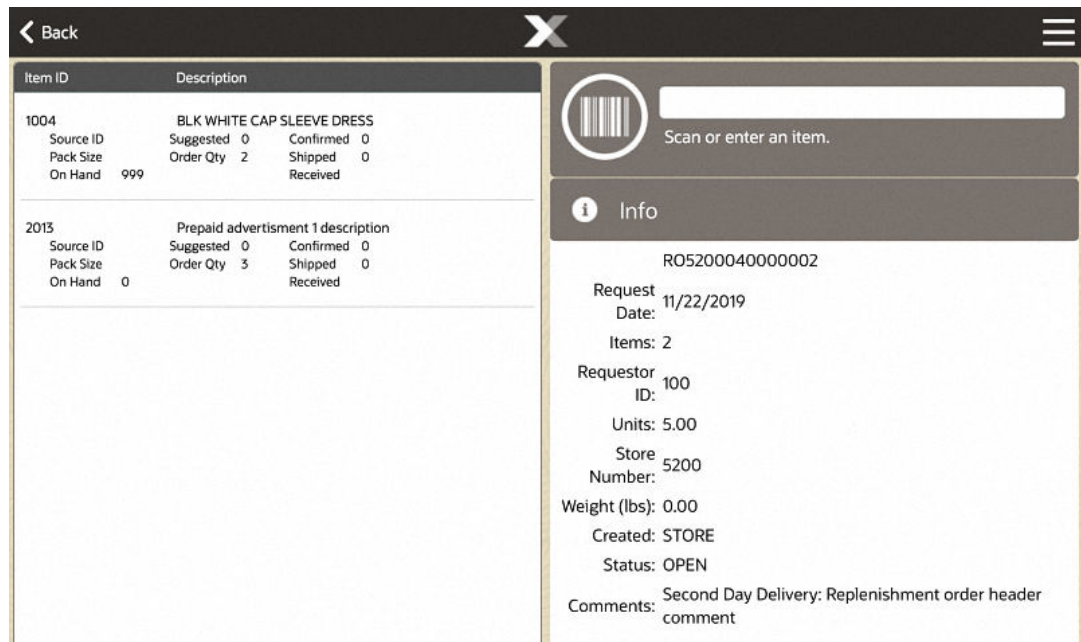 Back
Item ID Description
1004 BLK WHITE CAP SLEEVE DRESS
Source ID Suggested 0 Confirmed 0
Pack Size Order Qty 2 Shipped 0
On Hand 999 Received
2013 Prepaid advertisment 1 description
Source ID Suggested 0 Confirmed 0
Pack Size Order Qty 3 Shipped 0
On Hand 0 Received
Scan or enter an item.
Info
RO5200040000002
Request
Date: 11/22/2019
Items: 2
Requestor
ID: 100
Units: 5.00
Store
Number: 5200
Weight (lbs): 0.00
Created: STORE
Status: OPEN
Comments: Second Day Delivery: Replenishment order header
comment